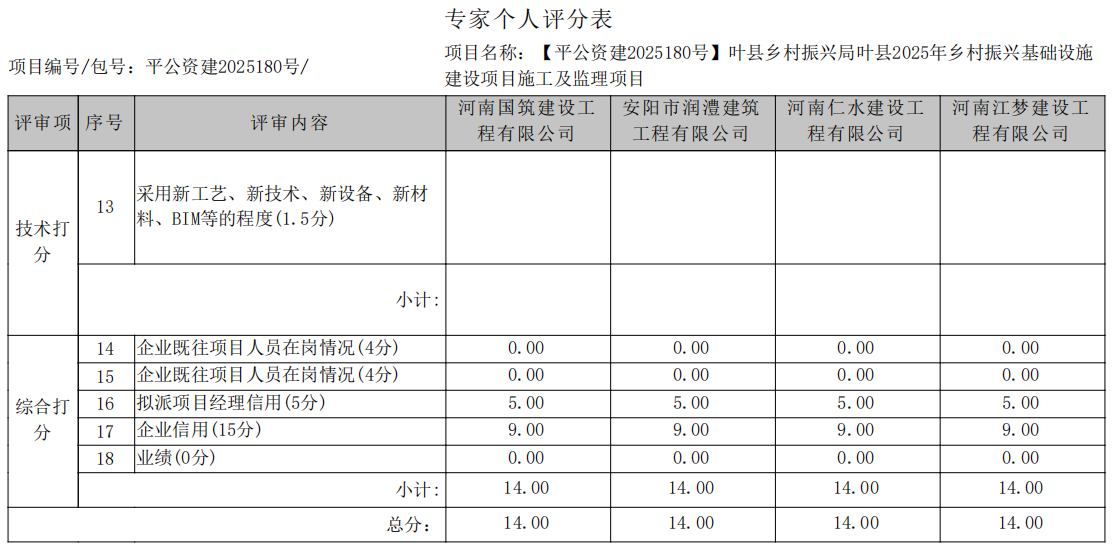 专家个人评分表
项目编号/包号：平公资建2025180号/
项目名称：【平公资建2025180号】叶县乡村振兴局叶县2025年乡村振兴基础设施
建设项目施工及监理项目
评审项 序号 评审内容 河南国筑建设工 安阳市润澧建筑 河南仁水建设工 河南江梦建设工
程有限公司 工程有限公司 程有限公司 程有限公司
技术打
分
13 采用新工艺、新技术、新设备、新材
料、BIM等的程度(1.5分)
小计:
综合打
分
14 企业既往项目人员在岗情况(4分) 0.00 0.00 0.00 0.00
15 企业既往项目人员在岗情况(4分) 0.00 0.00 0.00 0.00
16 拟派项目经理信用(5分) 5.00 5.00 5.00 5.00
17 企业信用(15分) 9.00 9.00 9.00 9.00
18 业绩(0分) 0.00 0.00 0.00 0.00
小计: 14.00 14.00 14.00 14.00
总分： 14.00 14.00 14.00 14.00